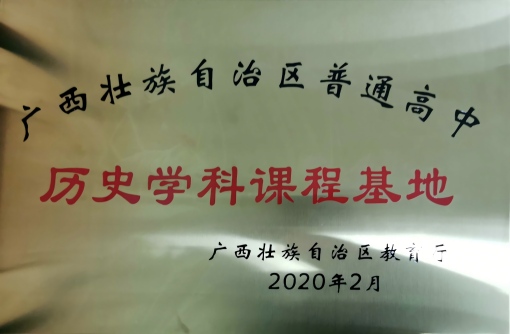 广西壮族自治区普通高中
历史学科课程基地
广西壮族自治区教育厅
2020年2月